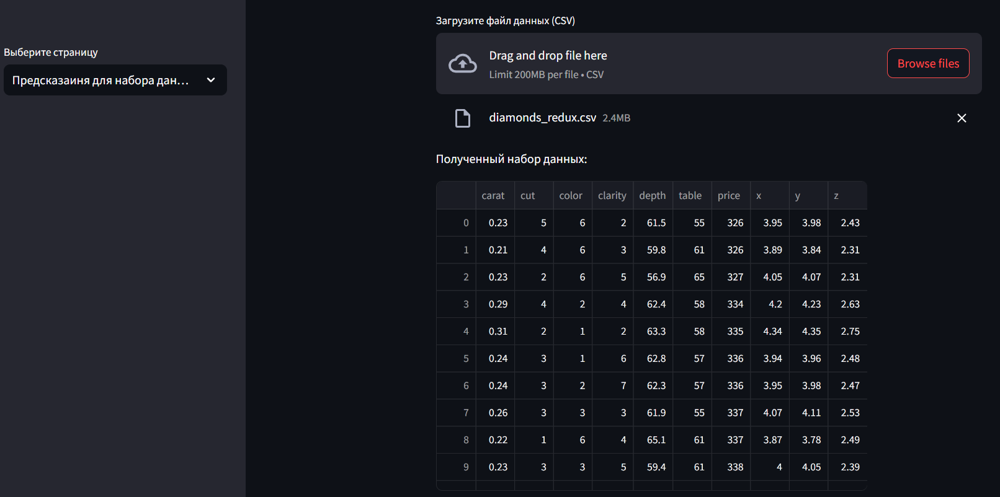 Выберите страницу
Предсказаиня для набора дан...
Загрузите файл данных (CSV)
Drag and drop file here
Limit 200MB per file • CSV
Browse files
diamonds_redux.csv 2.4MB
Полученный набор данных:
carat cut color clarity depth table price x y z
0 0.23 5 6 2 61.5 55 326 3.95 3.98 2.43
1 0.21 4 6 3 59.8 61 326 3.89 3.84 2.31
2 0.23 2 6 5 56.9 65 327 4.05 4.07 2.31
3 0.29 4 2 4 62.4 58 334 4.2 4.23 2.63
4 0.31 2 1 2 63.3 58 335 4.34 4.35 2.75
5 0.24 3 1 6 62.8 57 336 3.94 3.96 2.48
6 0.24 3 2 7 62.3 57 336 3.95 3.98 2.47
7 0.26 3 3 3 61.9 55 337 4.07 4.11 2.53
8 0.22 1 6 4 65.1 61 337 3.87 3.78 2.49
9 0.23 3 3 5 59.4 61 338 4 4.05 2.39